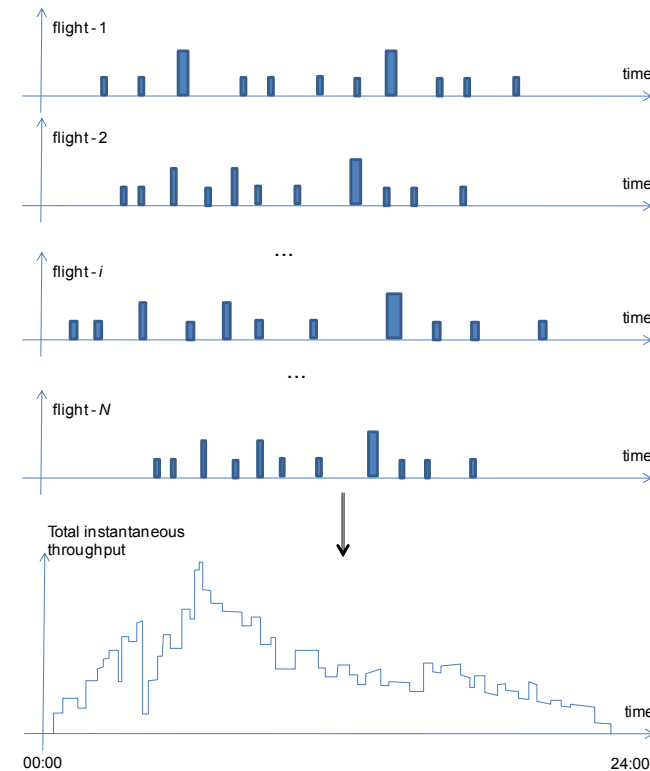 flight-1
time
flight-2
time
...
flight-i
time
...
flight-N
time
Total instantaneous
throughput
time
00:00
24:00